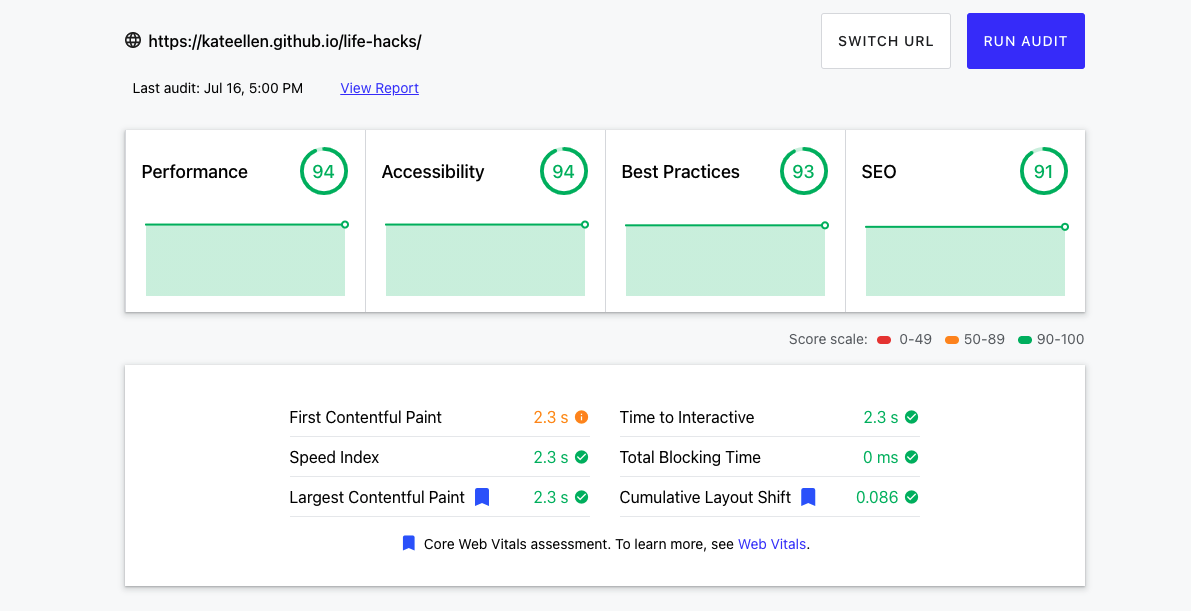 https://kateellen.github.io/life-hacks/
SWITCH URL
RUN AUDIT
Last audit: Jul 16, 5:00 PM
View Report
Performance 94
Accessibility 94
Best Practices 93
SEO 91
Score scale: 0-49 50-89 90-100
First Contentful Paint 2.3 s
Time to Interactive 2.3 s
Speed Index 2.3 s
Total Blocking Time 0 ms
Largest Contentful Paint 2.3 s
Cumulative Layout Shift 0.086
Core Web Vitals assessment. To learn more, see Web Vitals.